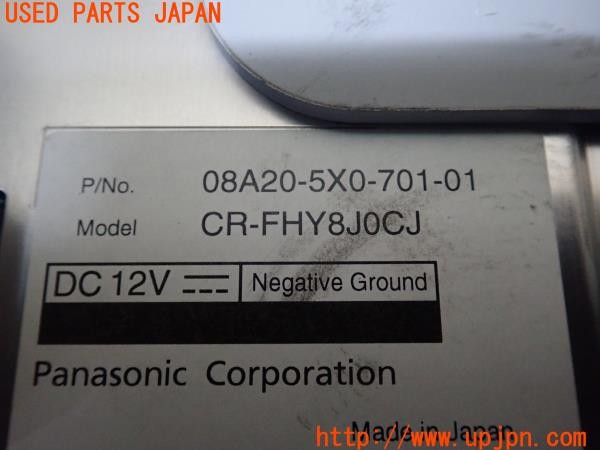 USED PARTS JAPAN
P/No. 08A20-5X0-701-01
Model CR-FHY8J0CJ
DC 12V Negative Ground
Panasonic Corporation
Made in Japan
http://www.upjpn.com